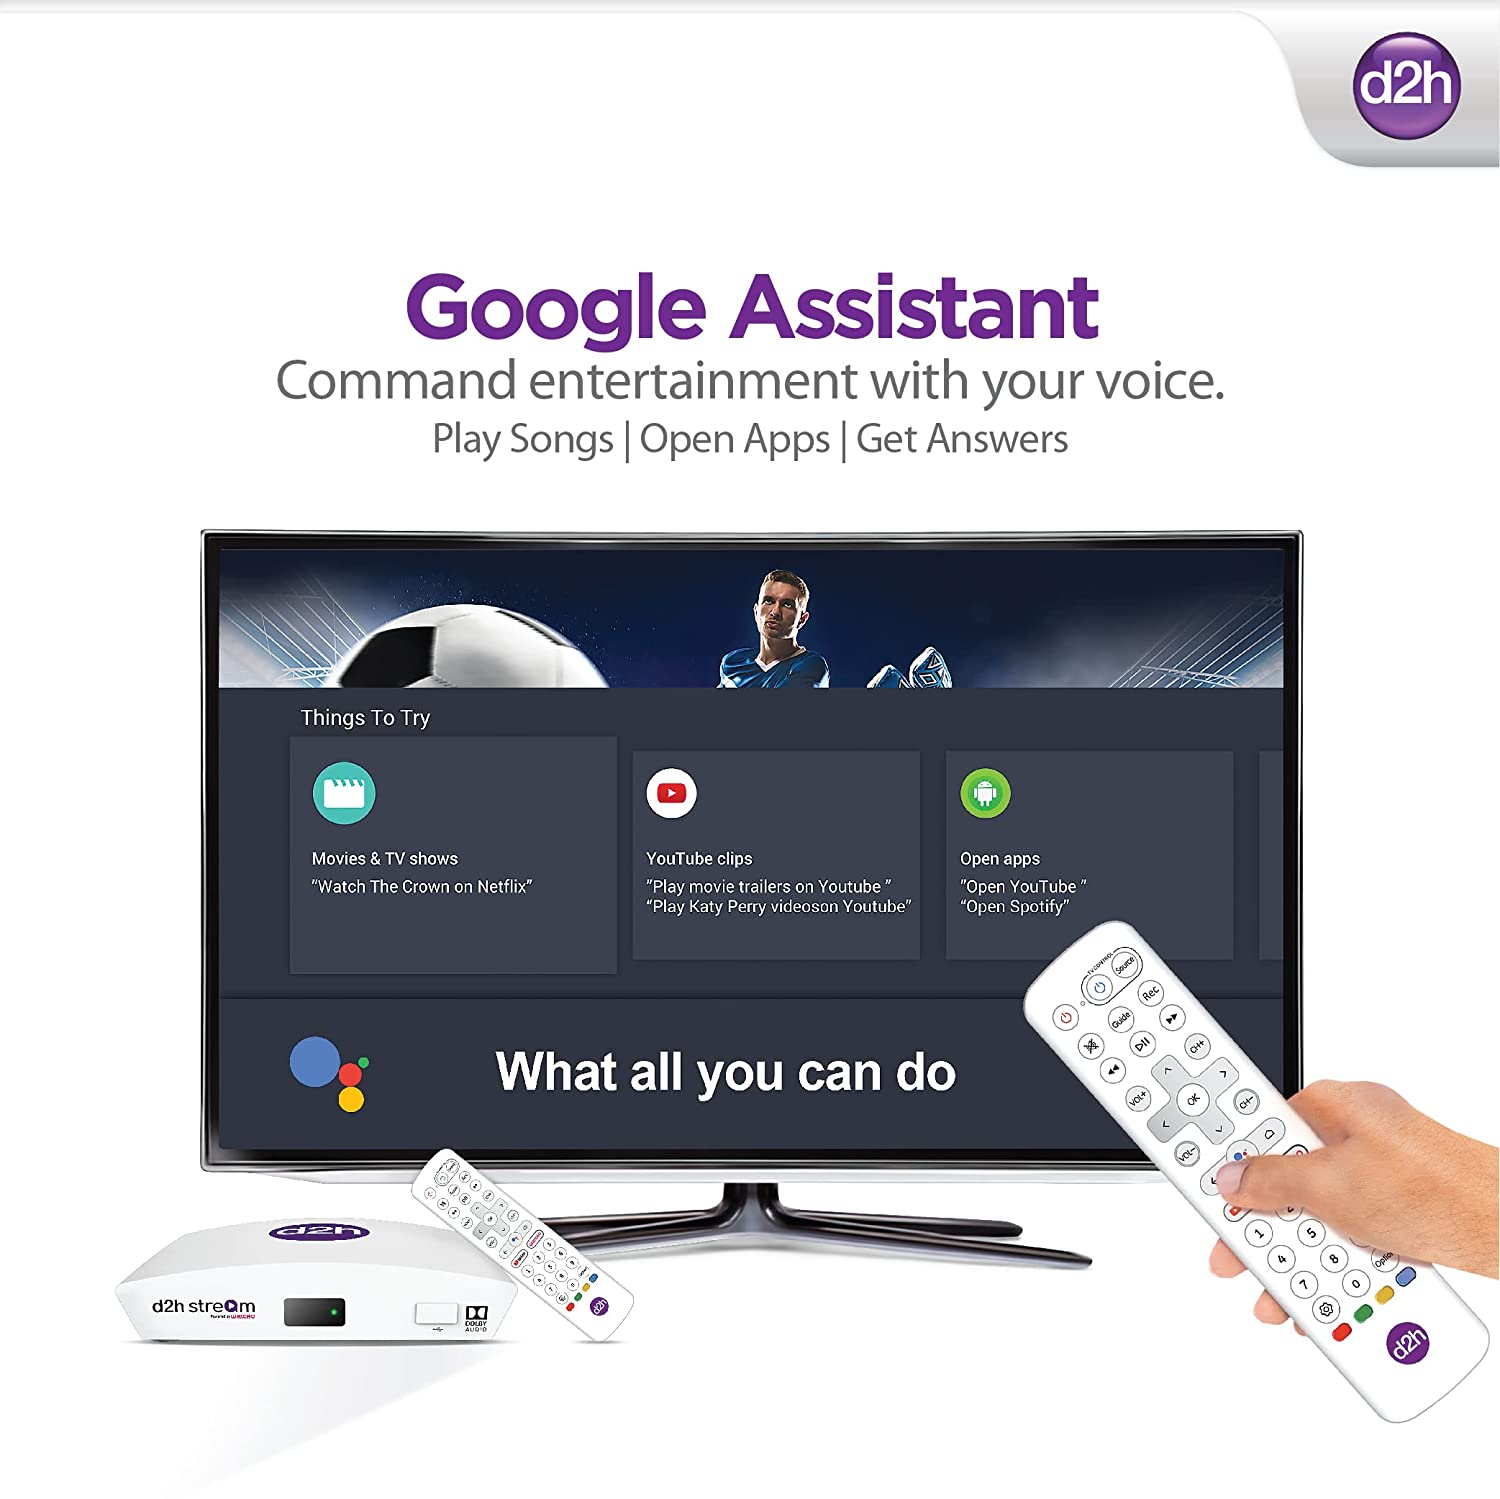 d2h
Google Assistant
Command entertainment with your voice.
Play Songs | Open Apps | Get Answers
Things To Try
Movies & TV shows
"Watch The Crown on Netflix"
YouTube clips
"Play movie trailers on Youtube "
"Play Katy Perry videoson Youtube"
Open apps
"Open YouTube "
"Open Spotify"
What all you can do
TV CONTROL
Source
Rec
Guide
CH+
VOL+
OK
CH-
VOL-
1
2
4
5
7
8
0
Option
d2h
d2h
d2h stream
Powered by WATCHO
DOLBY
AUDIO
d2h